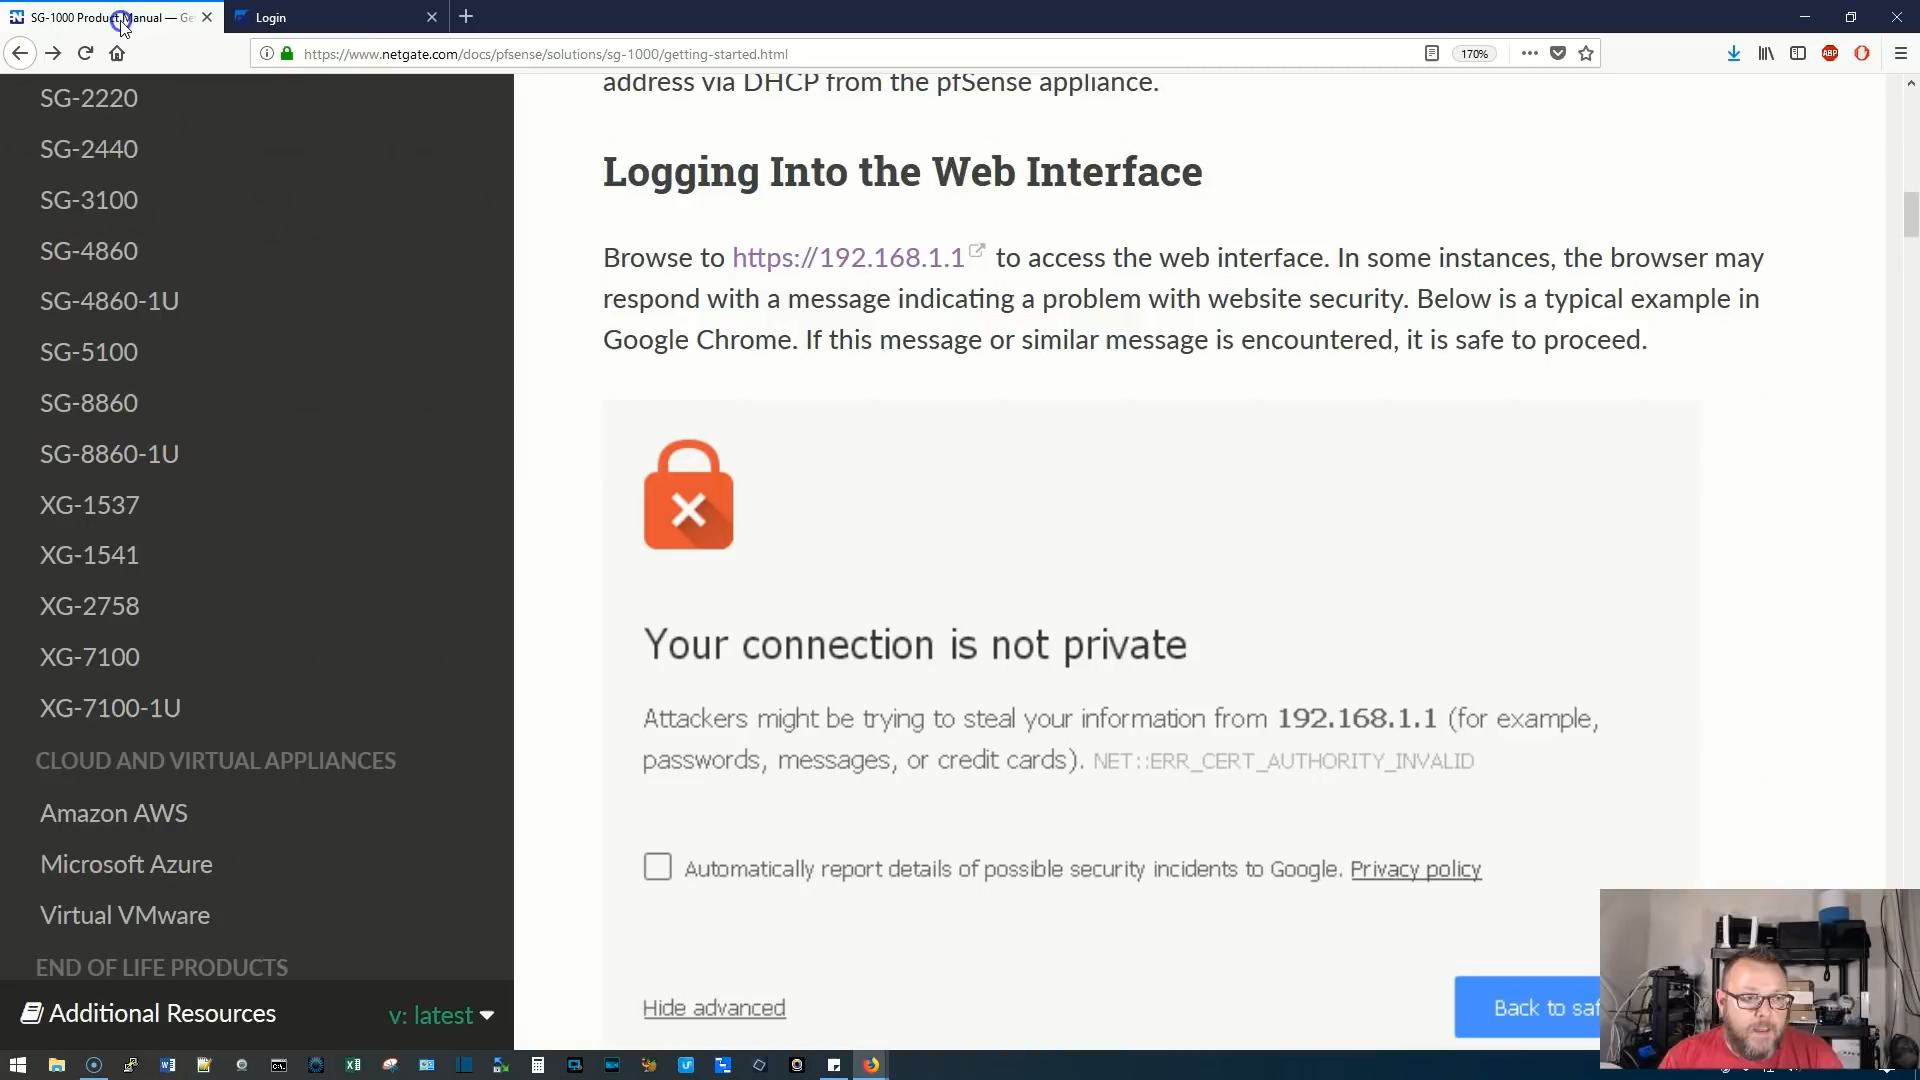 SG-1000 Product Manual — Ge
Login
https://www.netgate.com/docs/pfsense/solutions/sg-1000/getting-started.html
170%
ABP
SG-2220
SG-2440
SG-3100
SG-4860
SG-4860-1U
SG-5100
SG-8860
SG-8860-1U
XG-1537
XG-1541
XG-2758
XG-7100
XG-7100-1U
CLOUD AND VIRTUAL APPLIANCES
Amazon AWS
Microsoft Azure
Virtual VMware
END OF LIFE PRODUCTS
Additional Resources
v: latest
address via DHCP from the pfSense appliance.
Logging Into the Web Interface
Browse to https://192.168.1.1 to access the web interface. In some instances, the browser may
respond with a message indicating a problem with website security. Below is a typical example in
Google Chrome. If this message or similar message is encountered, it is safe to proceed.
Your connection is not private
Attackers might be trying to steal your information from 192.168.1.1 (for example,
passwords, messages, or credit cards). NET::ERR_CERT_AUTHORITY_INVALID
Automatically report details of possible security incidents to Google. Privacy policy
Hide advanced
Back to saf